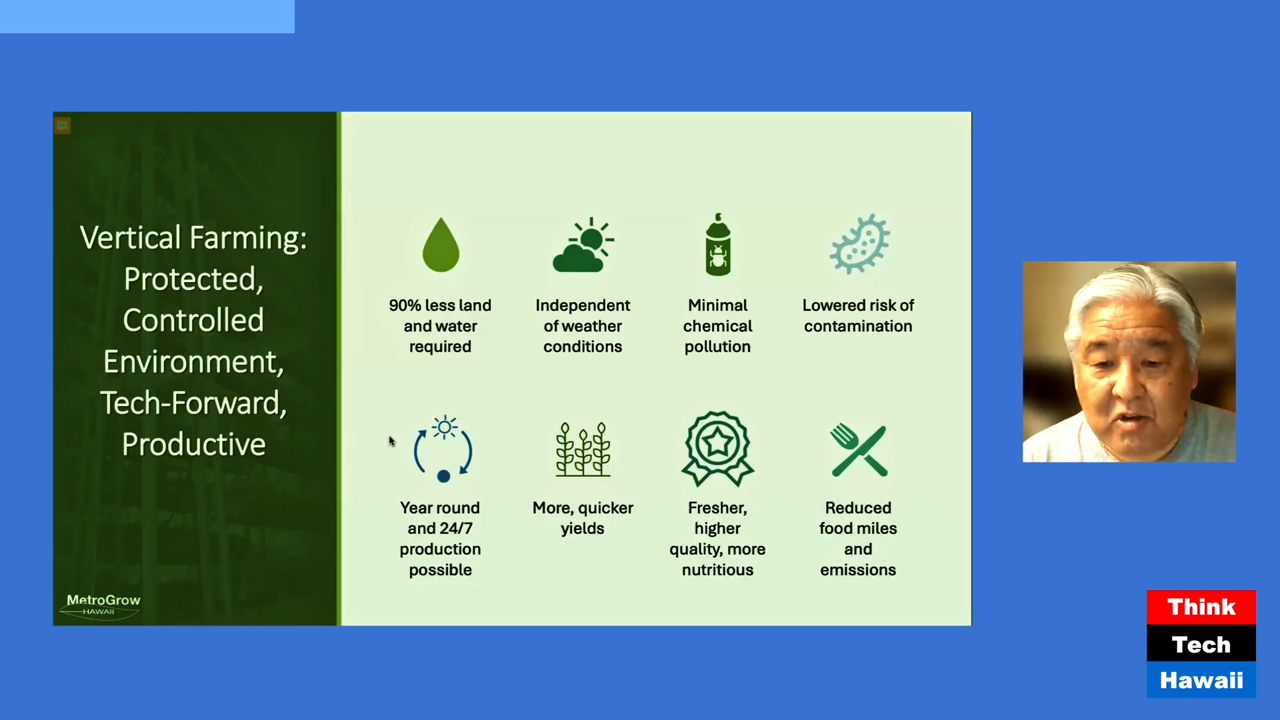 Vertical Farming:
Protected,
Controlled
Environment,
Tech-Forward,
Productive
MetroGrow
HAWAII
90% less land
and water
required
Independent
of weather
conditions
Minimal
chemical
pollution
Lowered risk of
contamination
Year round
and 24/7
production
possible
More, quicker
yields
Fresher,
higher
quality, more
nutritious
Reduced
food miles
and
emissions
Think
Tech
Hawaii